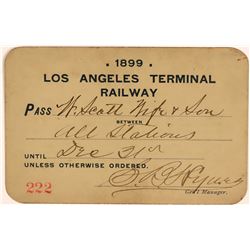 · 1899 ·
LOS ANGELES TERMINAL
RAILWAY
PASS W. Scott Wife & Son
BETWEEN
All Stations
UNTIL Dec 31st
UNLESS OTHERWISE ORDERED.
222
Gen'l Manager.